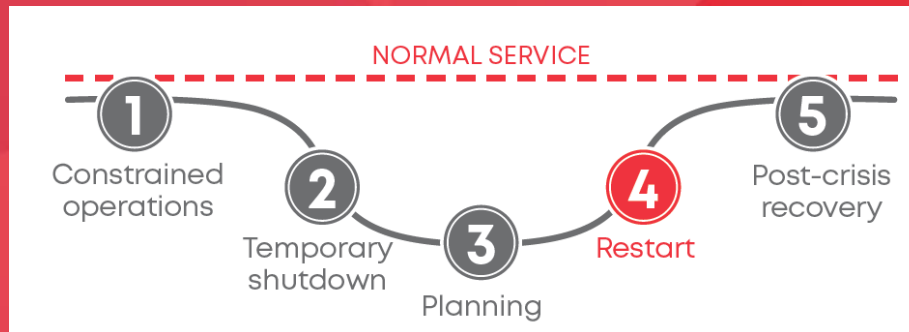 NORMAL SERVICE
1
Constrained
operations
2
Temporary
shutdown
3
Planning
4
Restart
5
Post-crisis
recovery